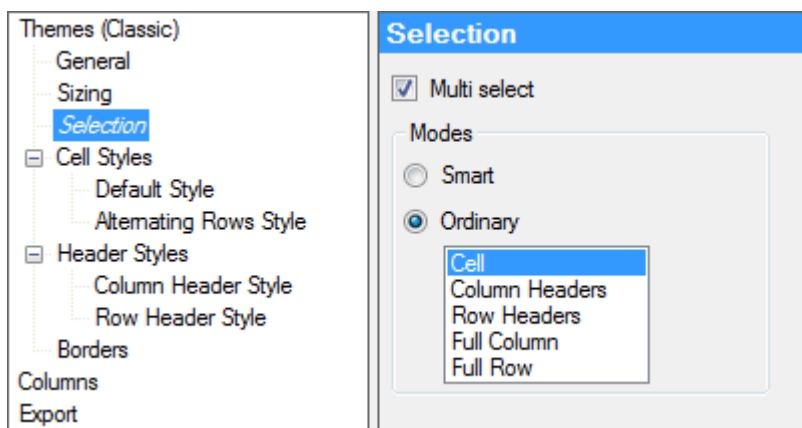 Themes (Classic)
General
Sizing
Selection
Cell Styles
Default Style
Alternating Rows Style
Header Styles
Column Header Style
Row Header Style
Borders
Columns
Export
Selection
Multi select
Modes
Smart
Ordinary
Cell
Column Headers
Row Headers
Full Column
Full Row